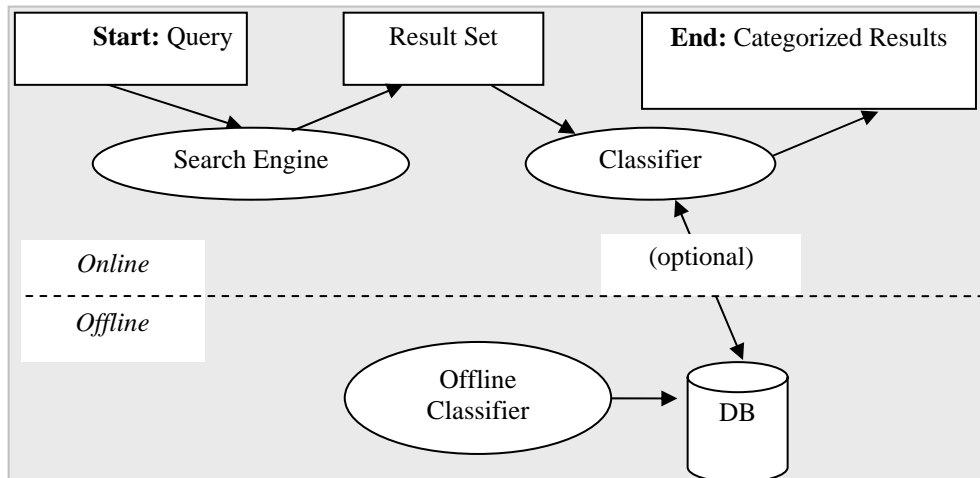 Start: Query
Result Set
End: Categorized Results
Search Engine
Classifier
(optional)
Online
Offline
Offline
Classifier
DB